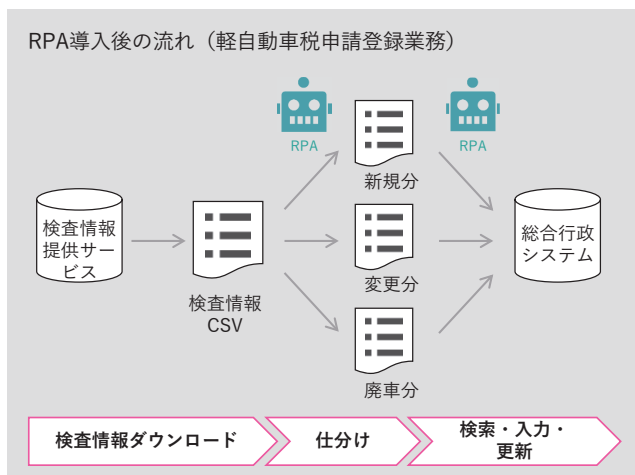 RPA導入後の流れ（軽自動車税申請登録業務）
RPA
RPA
新規分
検査情報
提供サー
ビス
検査情報
CSV
変更分
総合行政
システム
廃車分
検査情報ダウンロード
仕分け
検索・入力・
更新